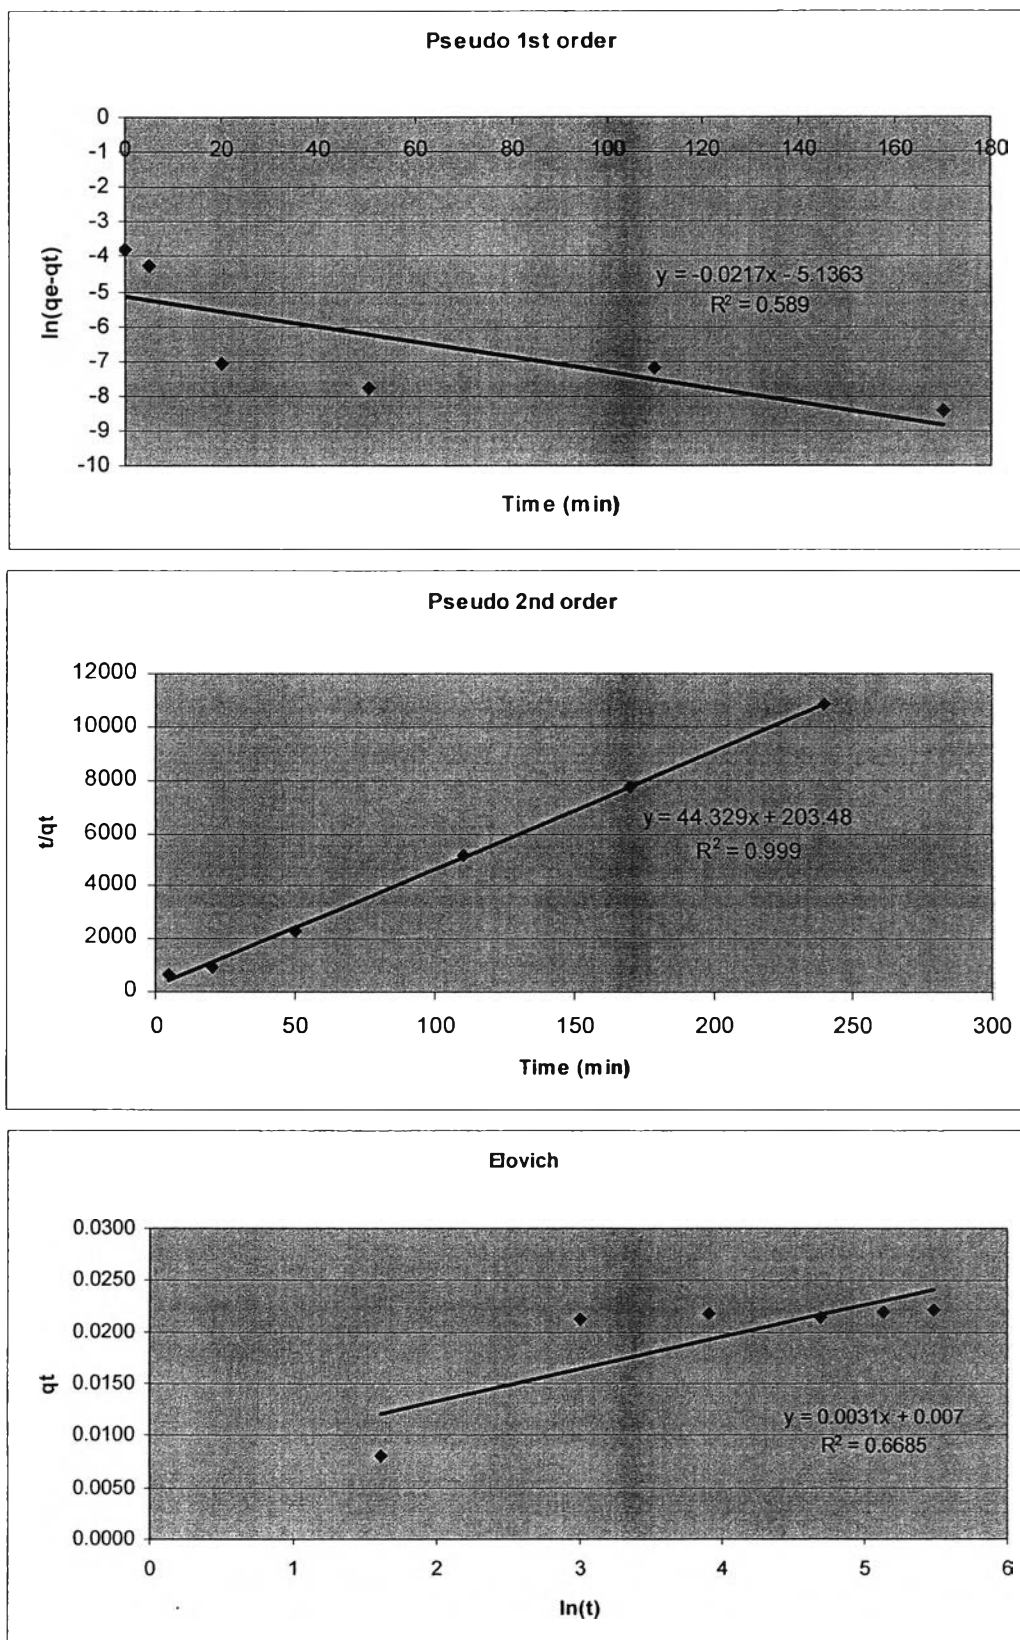 Pseudo 1st order
0
-1
-2
-3
-4
-5
-6
-7
-8
-9
-10
0 20 40 60 80 100 120 140 160 180
ln(qe-qt)
y = -0.0217x - 5.1363
R² = 0.589
Time (min)
Pseudo 2nd order
12000
10000
8000
6000
4000
2000
0
t/qt
y = 44.329x + 203.48
R² = 0.999
0 50 100 150 200 250 300
Time (min)
Elovich
0.0300
0.0250
0.0200
0.0150
0.0100
0.0050
0.0000
qt
y = 0.0031x + 0.007
R² = 0.6685
0 1 2 3 4 5 6
ln(t)